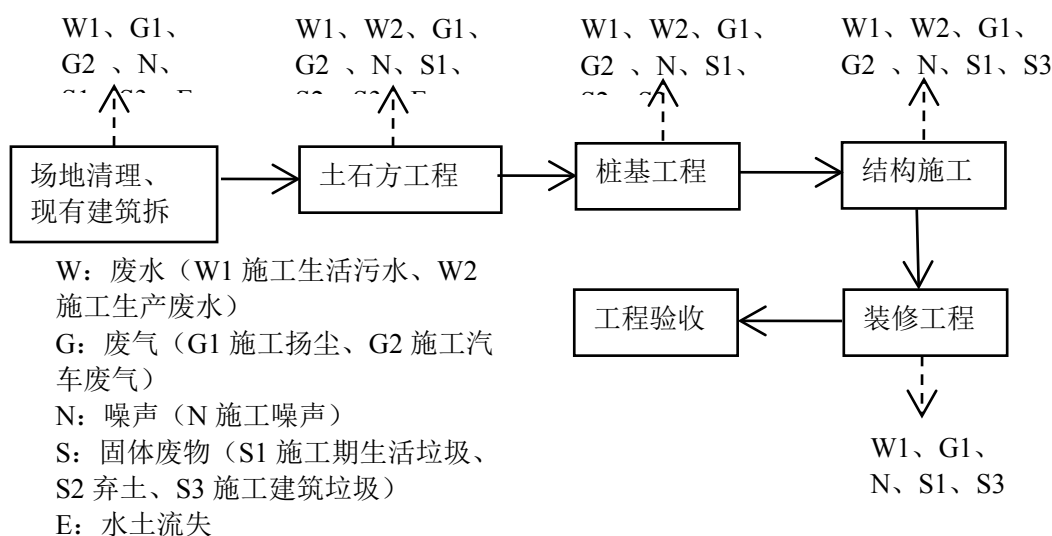 W1、G1、
G2 、N、
W1、W2、G1、
G2 、N、S1、
W1、W2、G1、
G2 、N、S1、
W1、W2、G1、
G2 、N、S1、S3
场地清理、
现有建筑拆
土石方工程
桩基工程
结构施工
W：废水（W1 施工生活污水、W2
施工生产废水）
G：废气（G1 施工扬尘、G2 施工汽
车废气）
N：噪声（N 施工噪声）
S：固体废物（S1 施工期生活垃圾、
S2 弃土、S3 施工建筑垃圾）
E：水土流失
工程验收
装修工程
W1、G1、
N、S1、S3